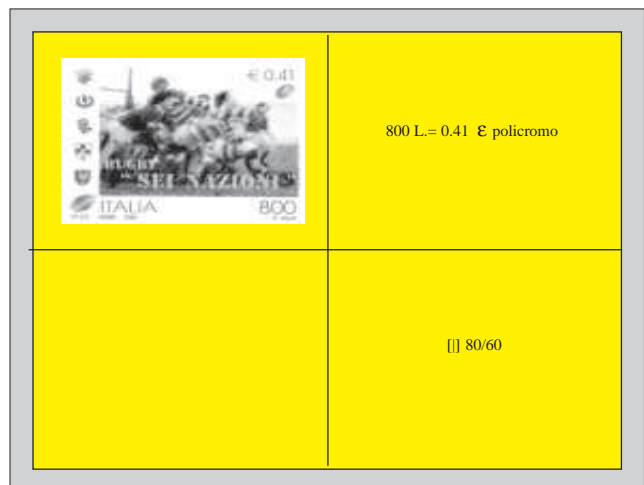 € 0.41
RUGBY
"SEI NAZIONI"
ITALIA 800
800 L.= 0.41 ε policromo
[|] 80/60